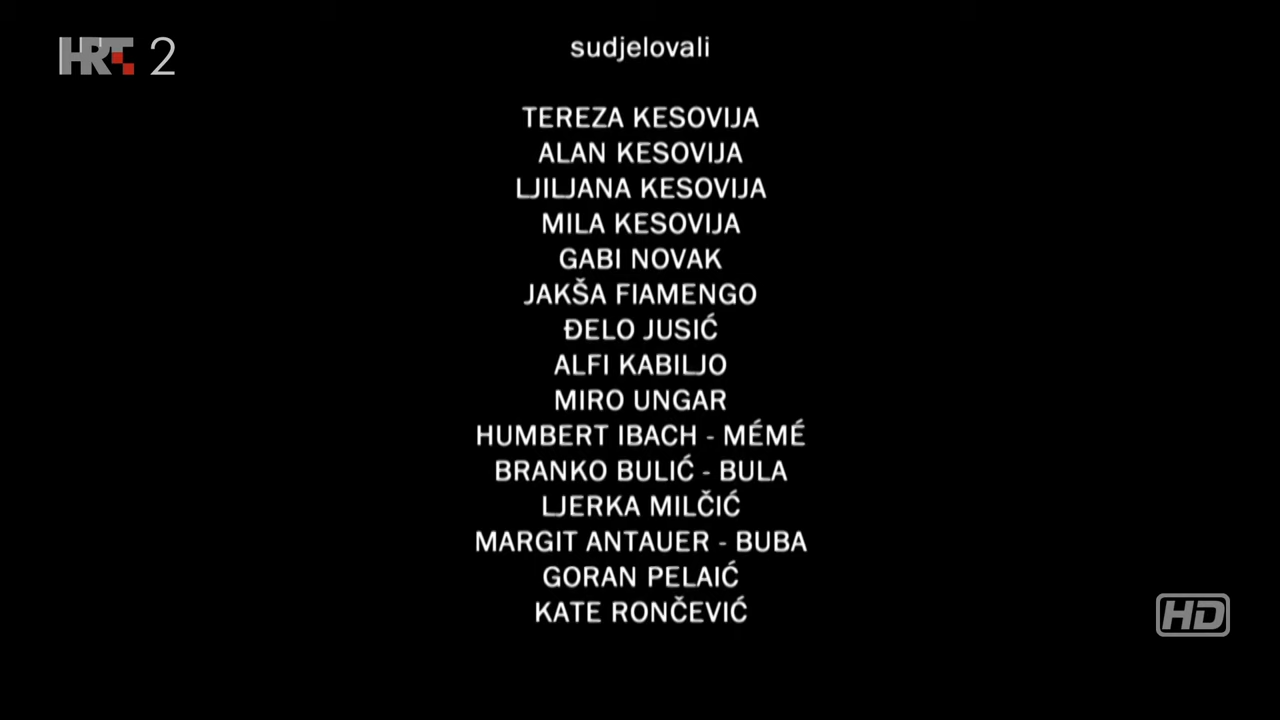 HRT 2
sudjelovali
TEREZA KESOVIJA
ALAN KESOVIJA
LJILJANA KESOVIJA
MILA KESOVIJA
GABI NOVAK
JAKŠA FIAMENGO
ĐELO JUSIĆ
ALFI KABILJO
MIRO UNGAR
HUMBERT IBACH - MÉMÉ
BRANKO BULIĆ - BULA
LJERKA MILČIĆ
MARGIT ANTAUER - BUBA
GORAN PELAIĆ
KATE RONČEVIĆ
HD